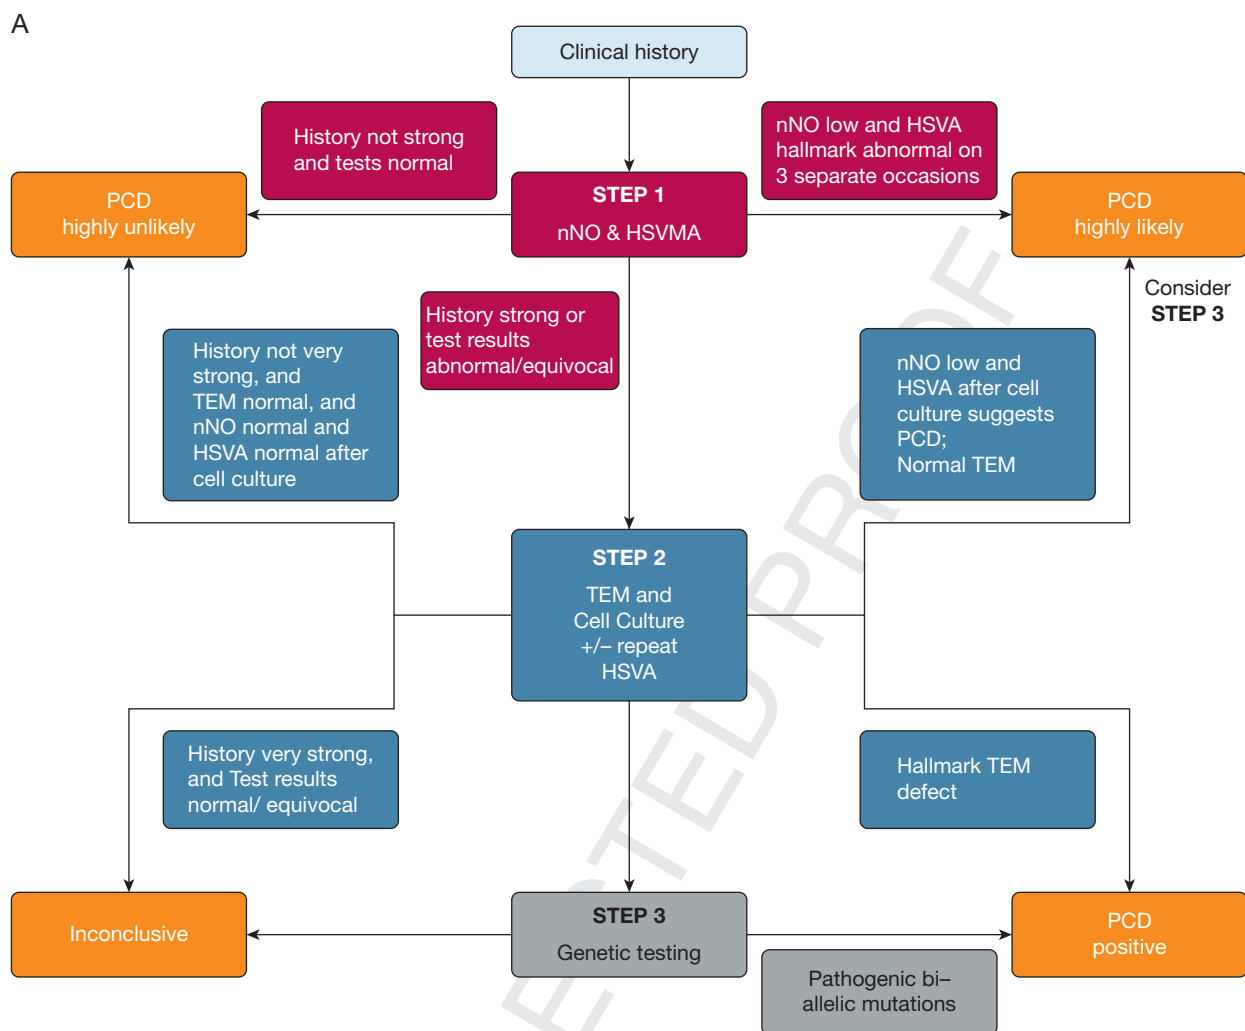 A
Clinical history
History not strong
and tests normal
nNO low and HSVA
hallmark abnormal on
3 separate occasions
PCD
highly unlikely
STEP 1
nNO & HSVMA
PCD
highly likely
Consider
STEP 3
History strong or
test results
abnormal/equivocal
History not very
strong, and
TEM normal, and
nNO normal and
HSVA normal after
cell culture
nNO low and
HSVA after cell
culture suggests
PCD;
Normal TEM
STEP 2
TEM and
Cell Culture
+/– repeat
HSVA
History very strong,
and Test results
normal/ equivocal
Hallmark TEM
defect
Inconclusive
STEP 3
Genetic testing
PCD
positive
Pathogenic bi–
allelic mutations
ESTED PROOF